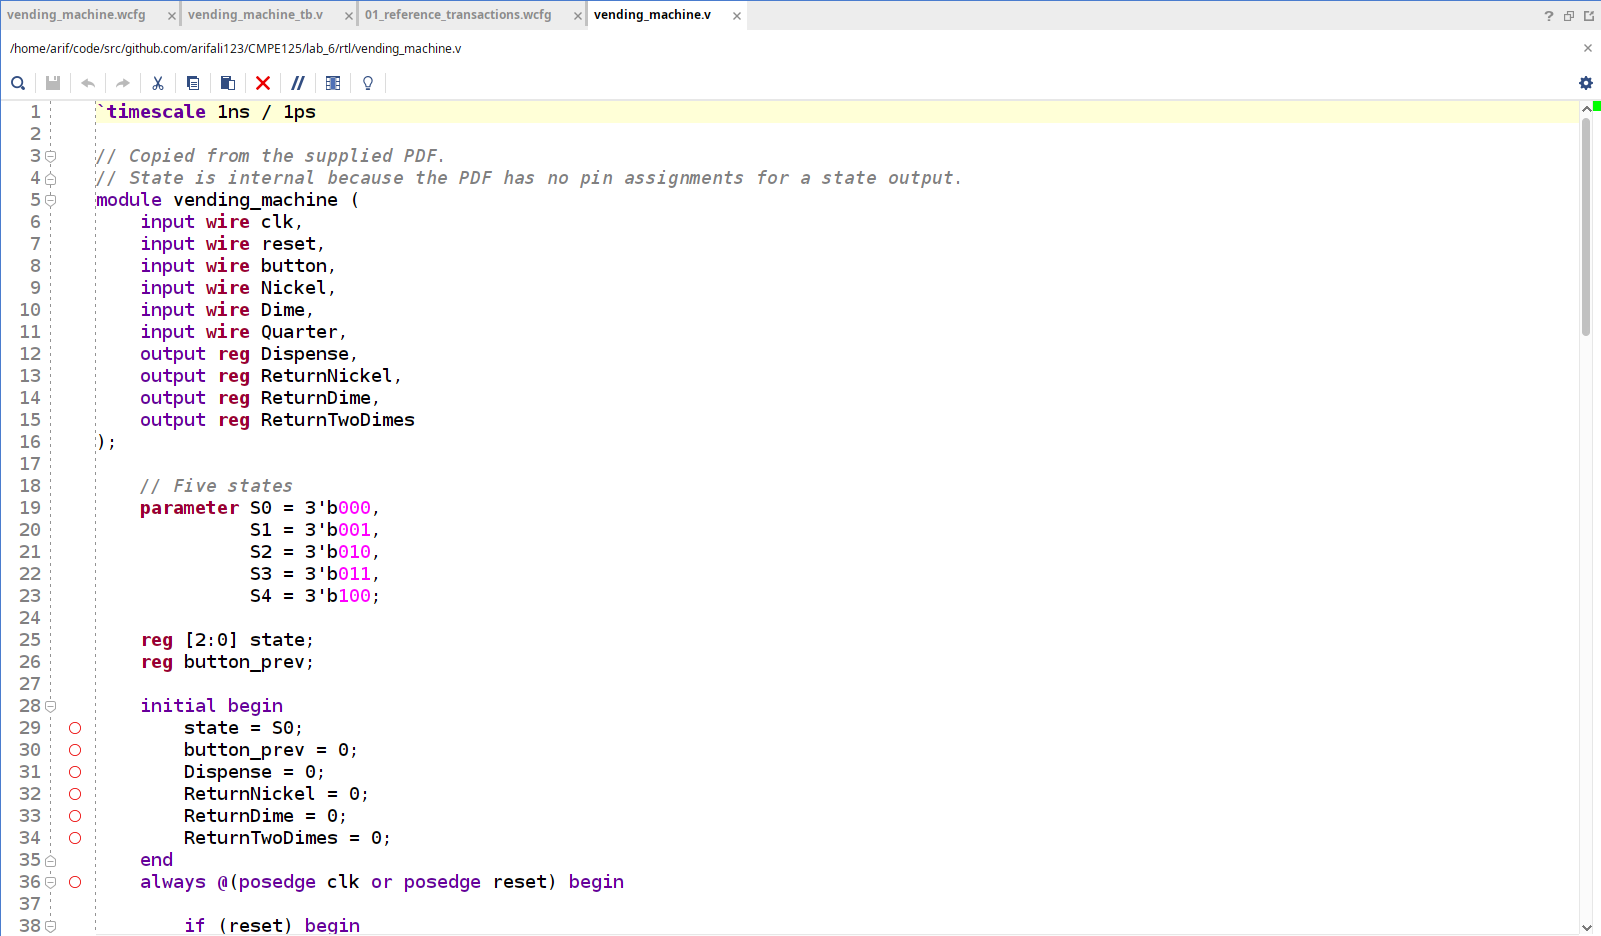 vending_machine.wcfg vending_machine_tb.v 01_reference_transactions.wcfg vending_machine.v
/home/arif/code/src/github.com/arifali123/CMPE125/lab_6/rtl/vending_machine.v
1 `timescale 1ns / 1ps
2
3 // Copied from the supplied PDF.
4 // State is internal because the PDF has no pin assignments for a state output.
5 module vending_machine (
6     input wire clk,
7     input wire reset,
8     input wire button,
9     input wire Nickel,
10     input wire Dime,
11     input wire Quarter,
12     output reg Dispense,
13     output reg ReturnNickel,
14     output reg ReturnDime,
15     output reg ReturnTwoDimes
16 );
17
18     // Five states
19     parameter S0 = 3'b000,
20               S1 = 3'b001,
21               S2 = 3'b010,
22               S3 = 3'b011,
23               S4 = 3'b100;
24
25     reg [2:0] state;
26     reg button_prev;
27
28     initial begin
29         state = S0;
30         button_prev = 0;
31         Dispense = 0;
32         ReturnNickel = 0;
33         ReturnDime = 0;
34         ReturnTwoDimes = 0;
35     end
36     always @(posedge clk or posedge reset) begin
37
38         if (reset) begin